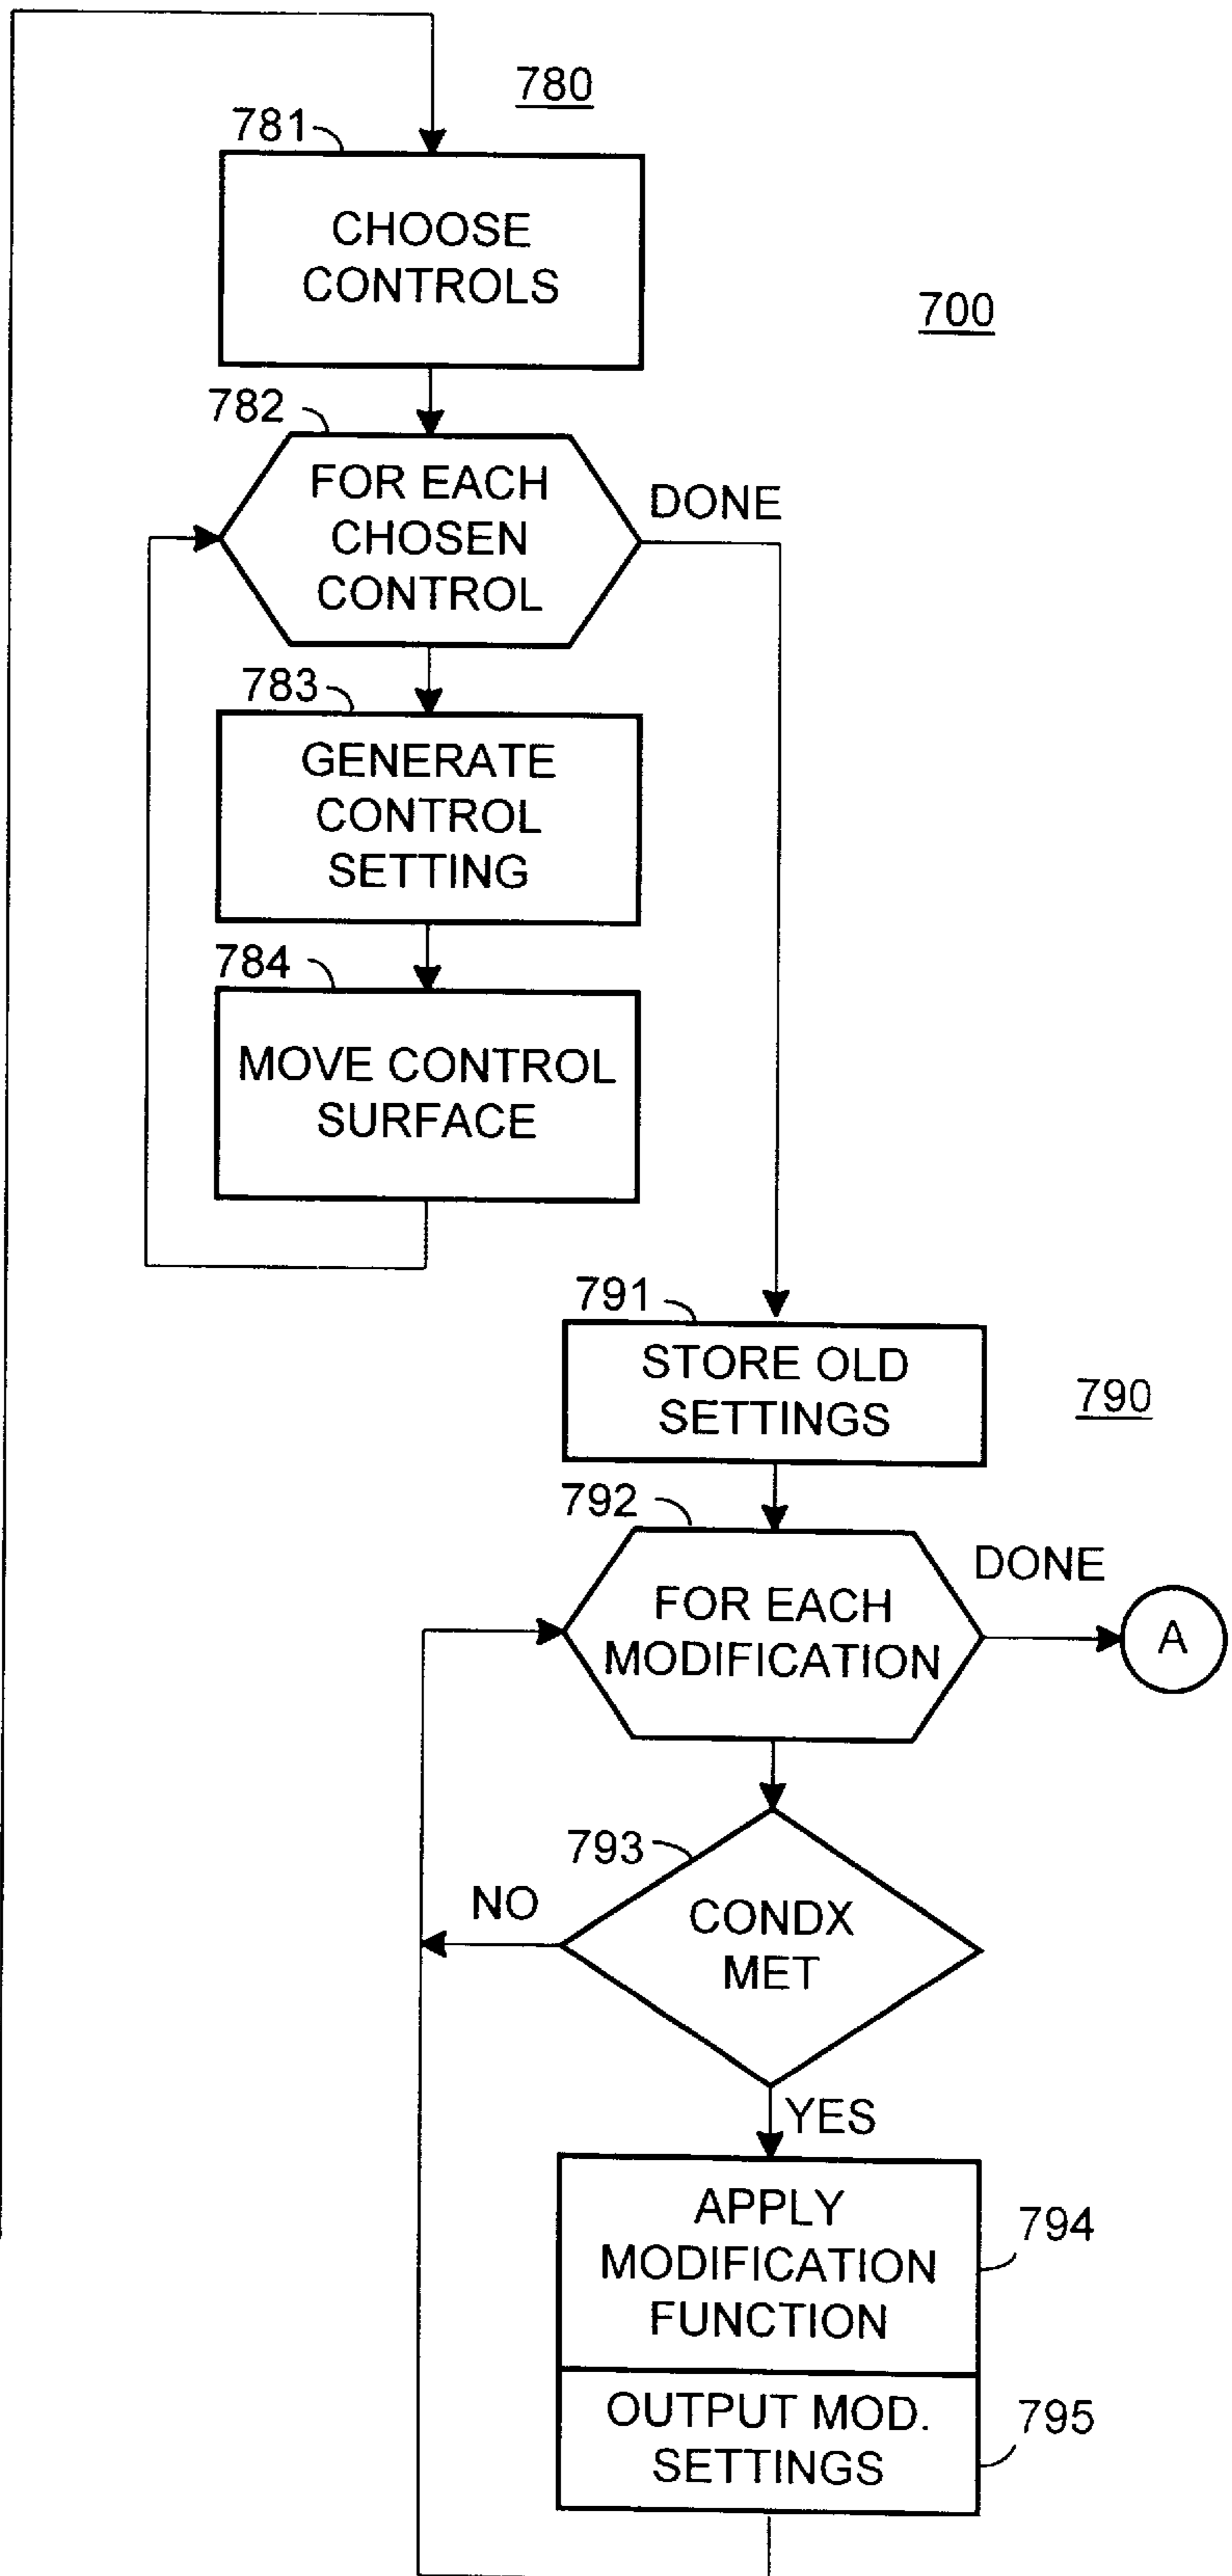 780
781
CHOOSE
CONTROLS
700
782
FOR EACH
CHOSEN
CONTROL
DONE
783
GENERATE
CONTROL
SETTING
784
MOVE CONTROL
SURFACE
791
STORE OLD
SETTINGS
790
792
FOR EACH
MODIFICATION
DONE
A
793
NO
CONDX
MET
YES
APPLY
MODIFICATION
FUNCTION
794
OUTPUT MOD.
SETTINGS
795